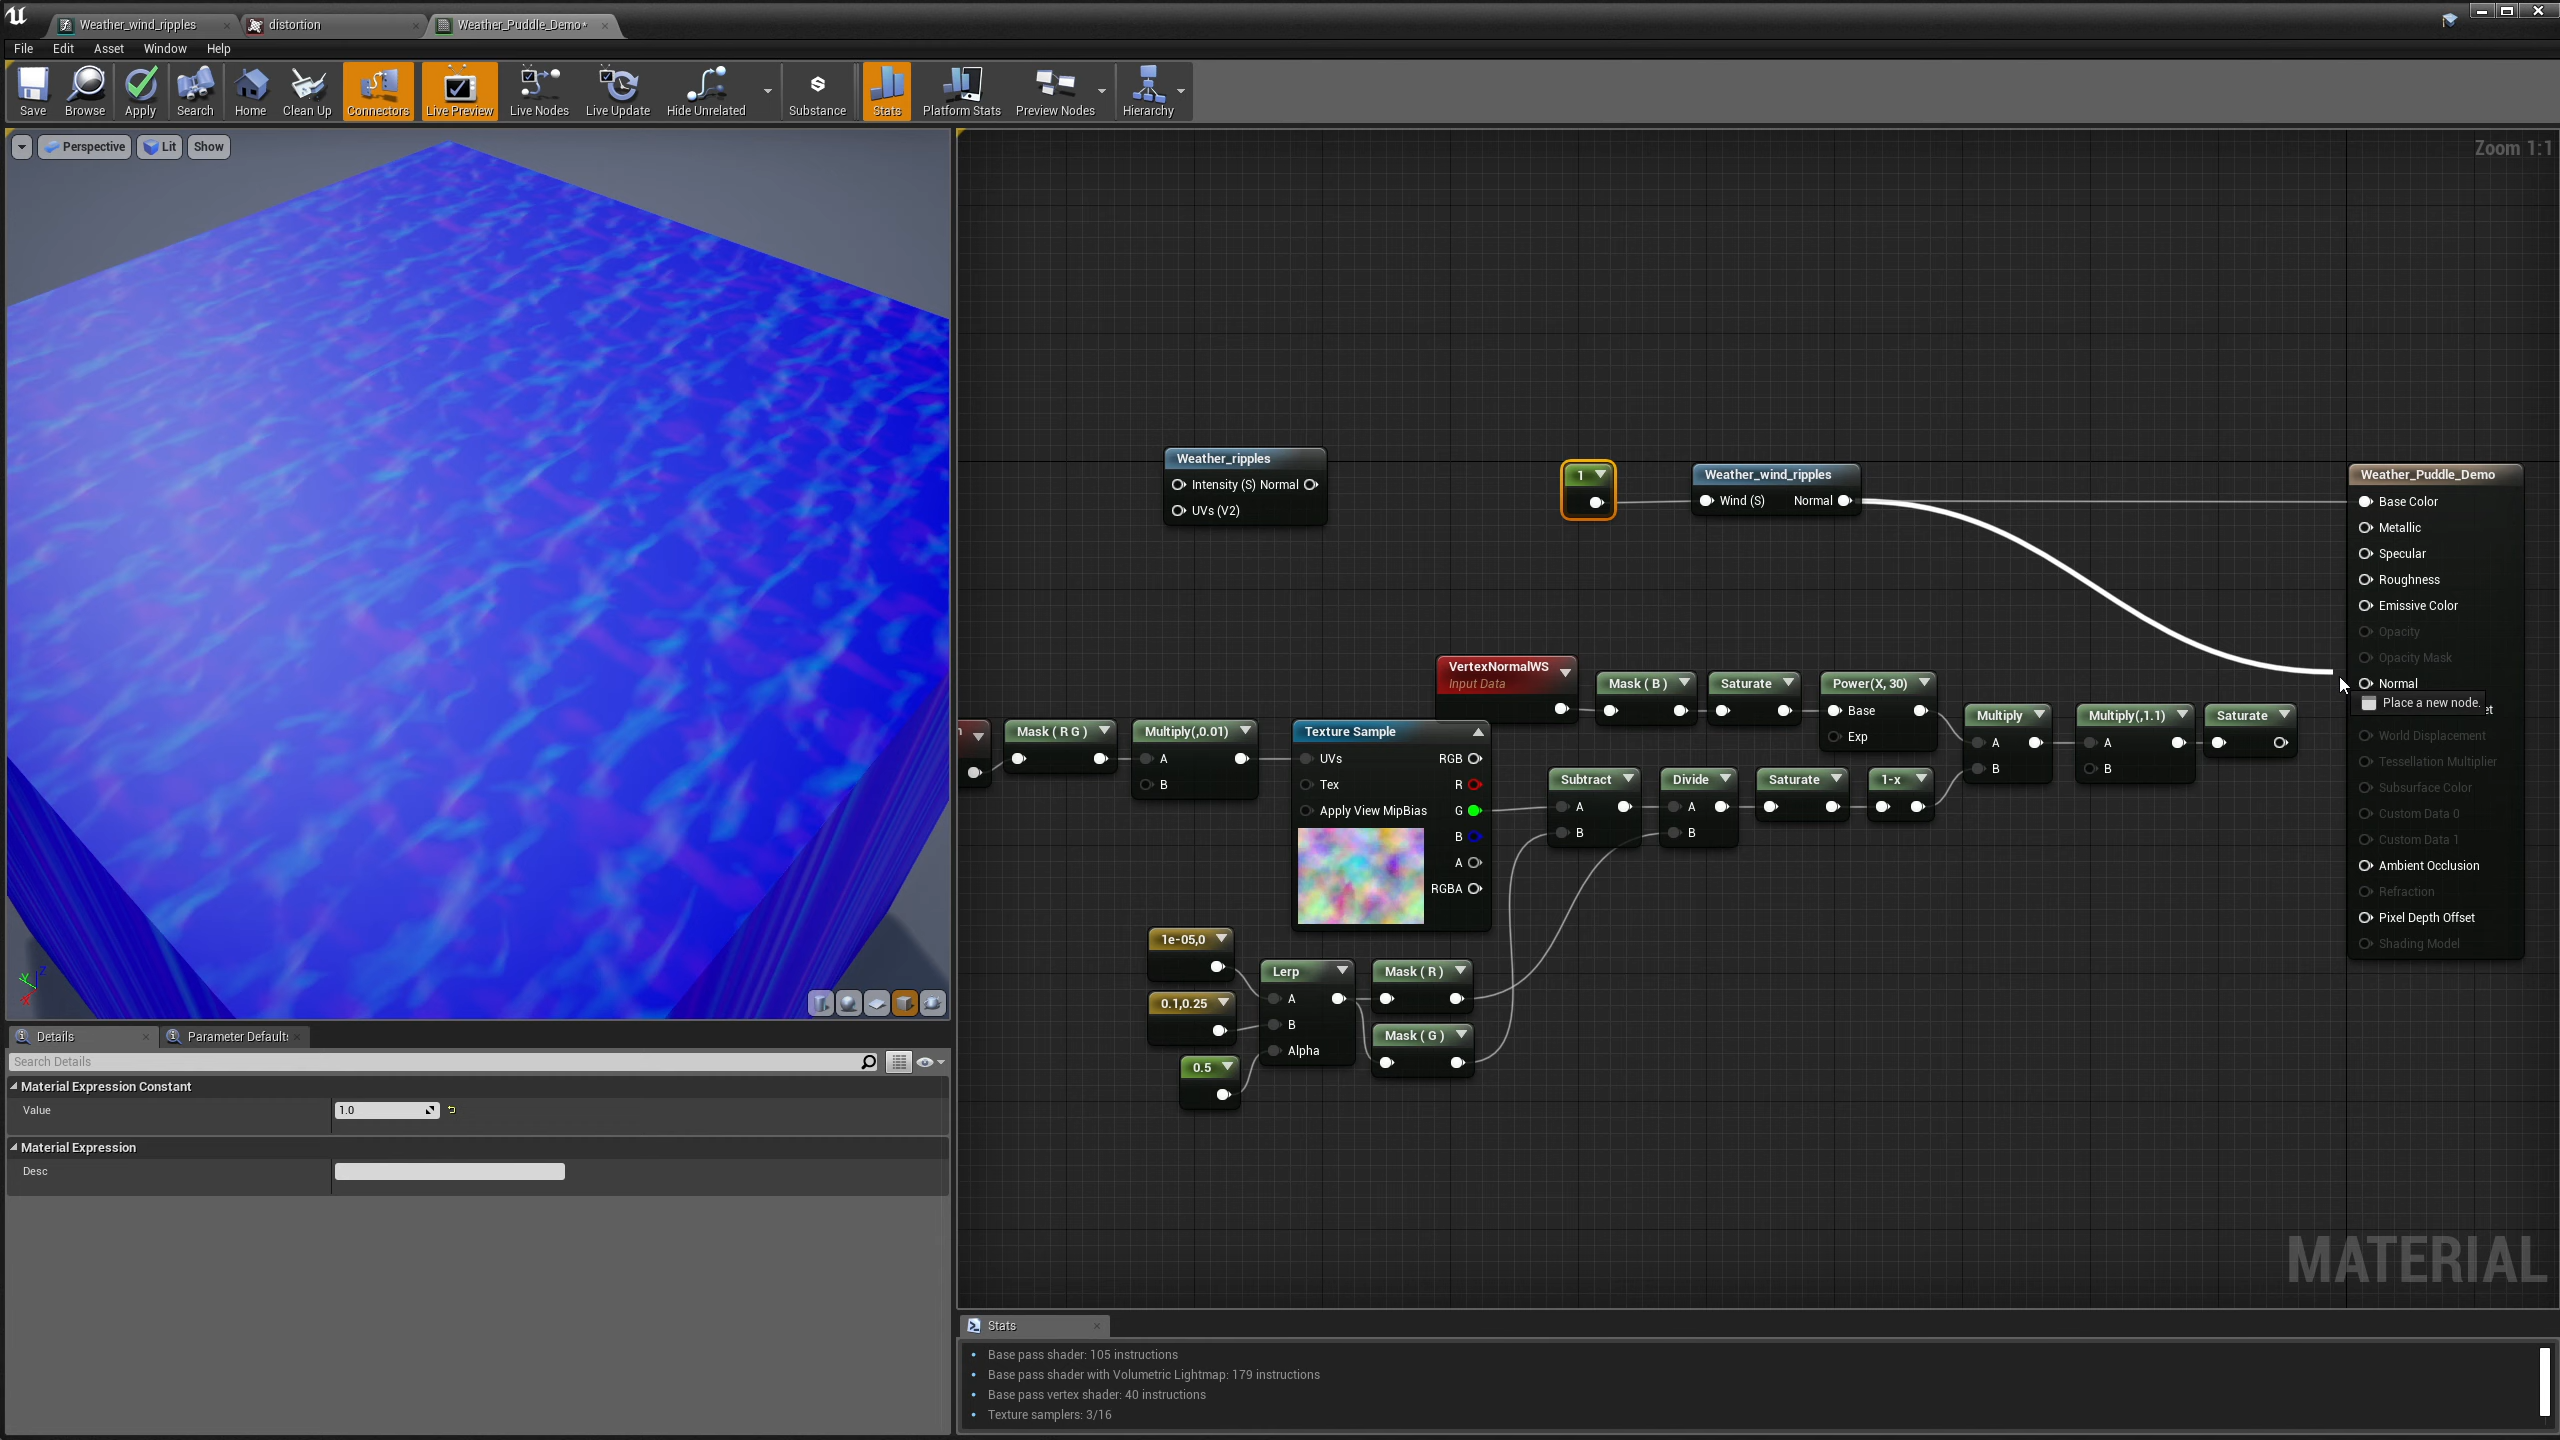 Weather_wind_ripples
distortion
Weather_Puddle_Demo*
File Edit Asset Window Help
Save
Browse
Apply
Search
Home
Clean Up
Connectors
Live Preview
Live Nodes
Live Update
Hide Unrelated
Substance
Stats
Platform Stats
Preview Nodes
Hierarchy
Perspective
Lit
Show
Zoom 1:1
Weather_ripples
Intensity (S) Normal
UVs (V2)
1
Weather_wind_ripples
Wind (S) Normal
Weather_Puddle_Demo
Base Color
Metallic
Specular
Roughness
Emissive Color
Opacity
Opacity Mask
Normal
Place a new node.
World Displacement
Tessellation Multiplier
Subsurface Color
Custom Data 0
Custom Data 1
Ambient Occlusion
Refraction
Pixel Depth Offset
Shading Model
VertexNormalWS
Input Data
Mask ( B )
Saturate
Power(X, 30)
Base
Exp
Multiply
A
B
Multiply(,1.1)
A
B
Saturate
Mask ( R G )
Multiply(,0.01)
A
B
Texture Sample
UVs RGB
Tex R
Apply View MipBias G
B
A
RGBA
Subtract
A
B
Divide
A
B
Saturate
1-x
1e-05,0
0.1,0.25
0.5
Lerp
A
B
Alpha
Mask ( R )
Mask ( G )
MATERIAL
Details
Parameter Defaults
Search Details
Material Expression Constant
Value 1.0
Material Expression
Desc
Stats
Base pass shader: 105 instructions
Base pass shader with Volumetric Lightmap: 179 instructions
Base pass vertex shader: 40 instructions
Texture samplers: 3/16